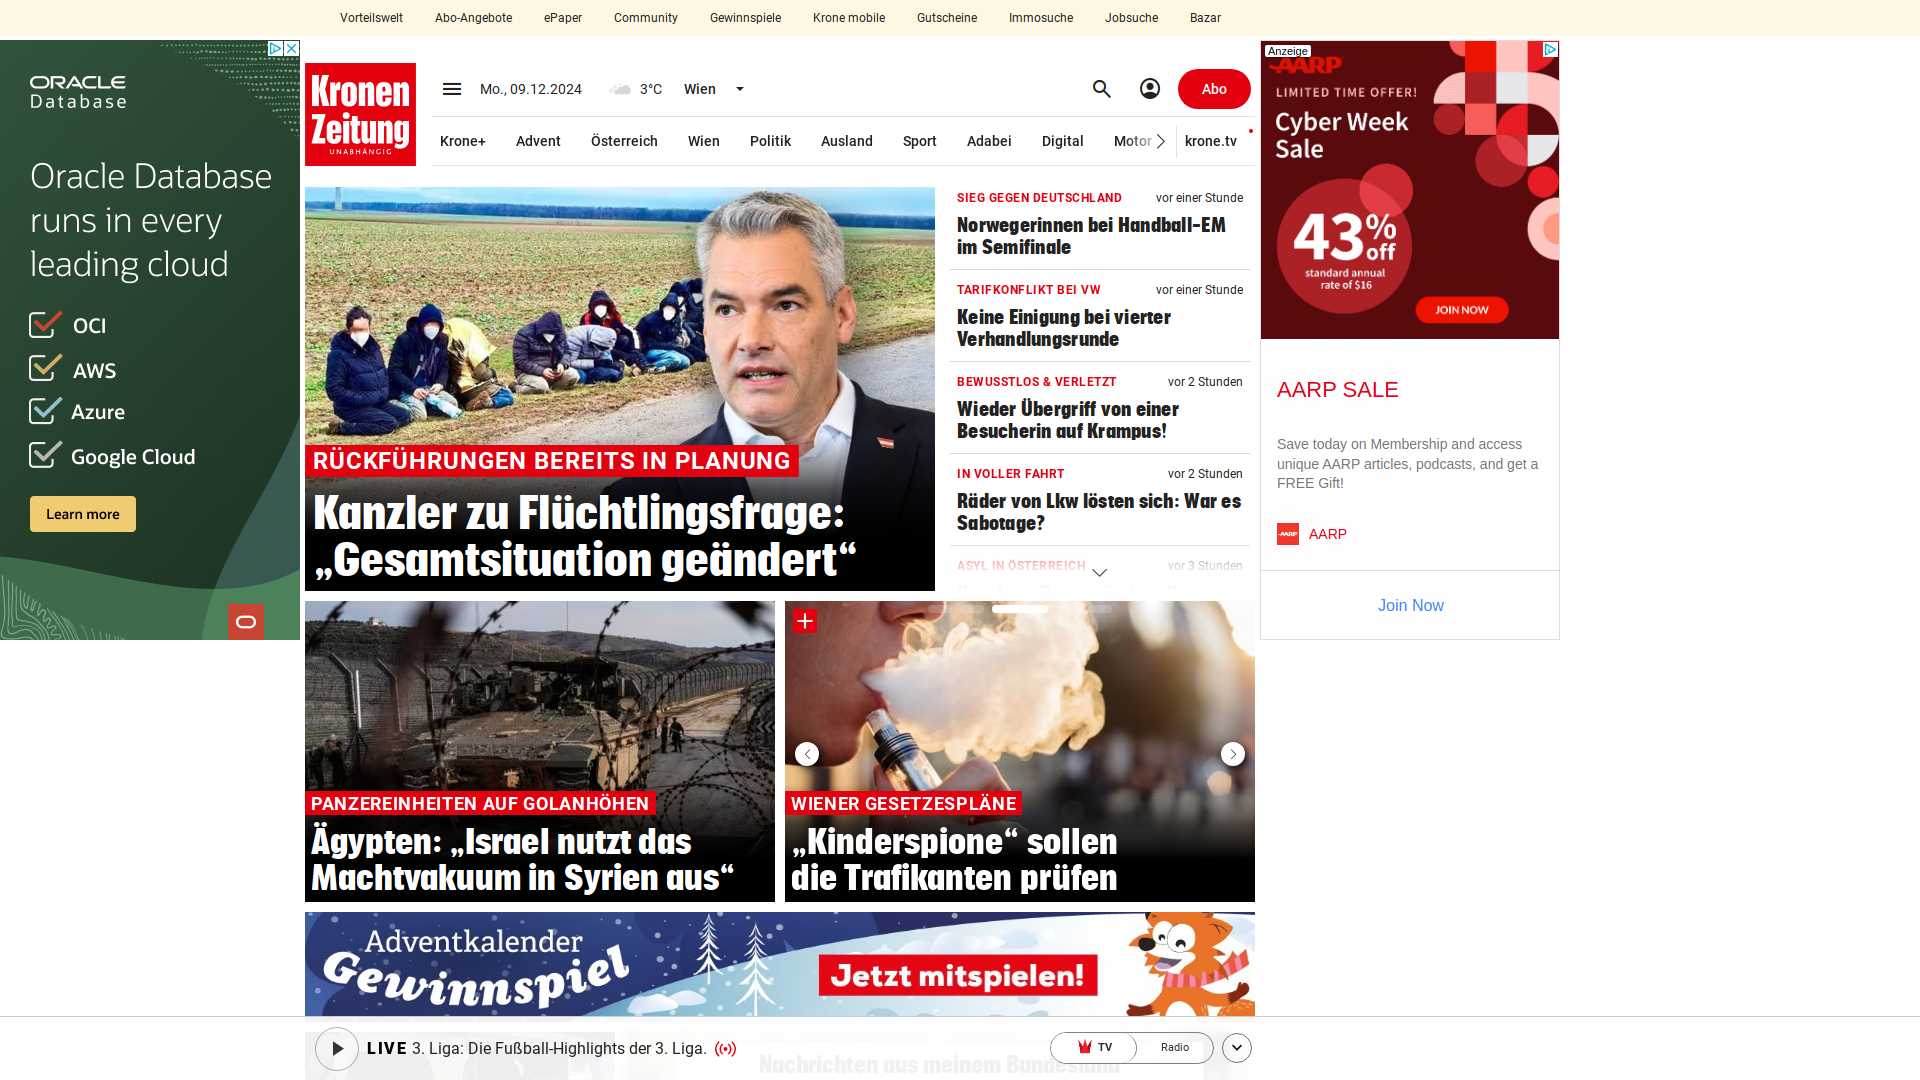 Vorteilswelt
Abo-Angebote
ePaper
Community
Gewinnspiele
Krone mobile
Gutscheine
Immosuche
Jobsuche
Bazar
ORACLE
Database
Oracle Database
runs in every
leading cloud
OCI
AWS
Azure
Google Cloud
Learn more
Kronen
Zeitung
UNABHÄNGIG
Mo., 09.12.2024
3°C
Wien
Abo
Krone+
Advent
Österreich
Wien
Politik
Ausland
Sport
Adabei
Digital
Motor
krone.tv
RÜCKFÜHRUNGEN BEREITS IN PLANUNG
Kanzler zu Flüchtlingsfrage:
„Gesamtsituation geändert“
SIEG GEGEN DEUTSCHLAND
vor einer Stunde
Norwegerinnen bei Handball-EM
im Semifinale
TARIFKONFLIKT BEI VW
vor einer Stunde
Keine Einigung bei vierter
Verhandlungsrunde
BEWUSSTLOS & VERLETZT
vor 2 Stunden
Wieder Übergriff von einer
Besucherin auf Krampus!
IN VOLLER FAHRT
vor 2 Stunden
Räder von Lkw lösten sich: War es
Sabotage?
ASYL IN ÖSTERREICH
vor 3 Stunden
PANZEREINHEITEN AUF GOLANHÖHEN
Ägypten: „Israel nutzt das
Machtvakuum in Syrien aus“
WIENER GESETZESPLÄNE
„Kinderspione“ sollen
die Trafikanten prüfen
Adventkalender
Gewinnspiel
Jetzt mitspielen!
LIVE 3. Liga: Die Fußball-Highlights der 3. Liga.
TV
Radio
Nachrichten aus meinem Bundesland
Anzeige
AARP
LIMITED TIME OFFER!
Cyber Week
Sale
43% off
standard annual
rate of $16
JOIN NOW
AARP SALE
Save today on Membership and access
unique AARP articles, podcasts, and get a
FREE Gift!
AARP
AARP
Join Now